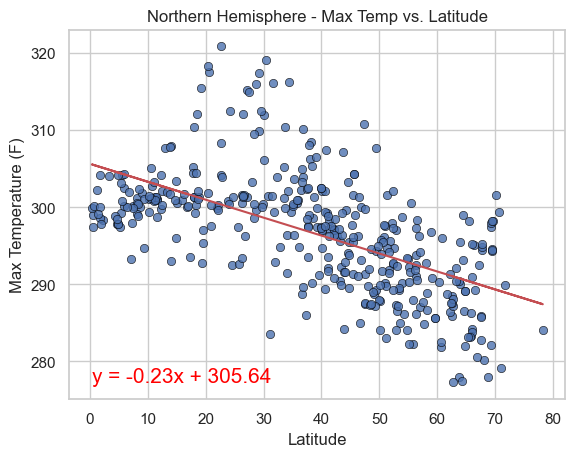 Northern Hemisphere - Max Temp vs. Latitude
320
310
300
290
280
Max Temperature (F)
y = -0.23x + 305.64
0 10 20 30 40 50 60 70 80
Latitude